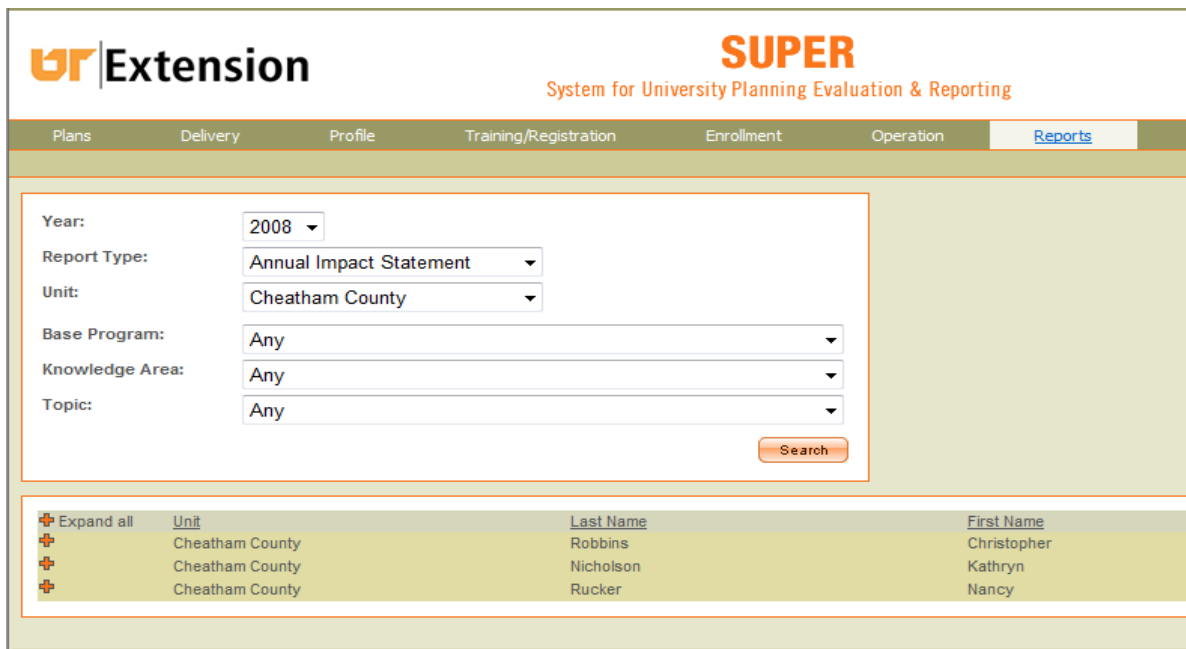 UT Extension
SUPER
System for University Planning Evaluation & Reporting
Plans Delivery Profile Training/Registration Enrollment Operation Reports
Year: 2008
Report Type: Annual Impact Statement
Unit: Cheatham County
Base Program: Any
Knowledge Area: Any
Topic: Any
Search
Expand all Unit Last Name First Name
Cheatham County Robbins Christopher
Cheatham County Nicholson Kathryn
Cheatham County Rucker Nancy